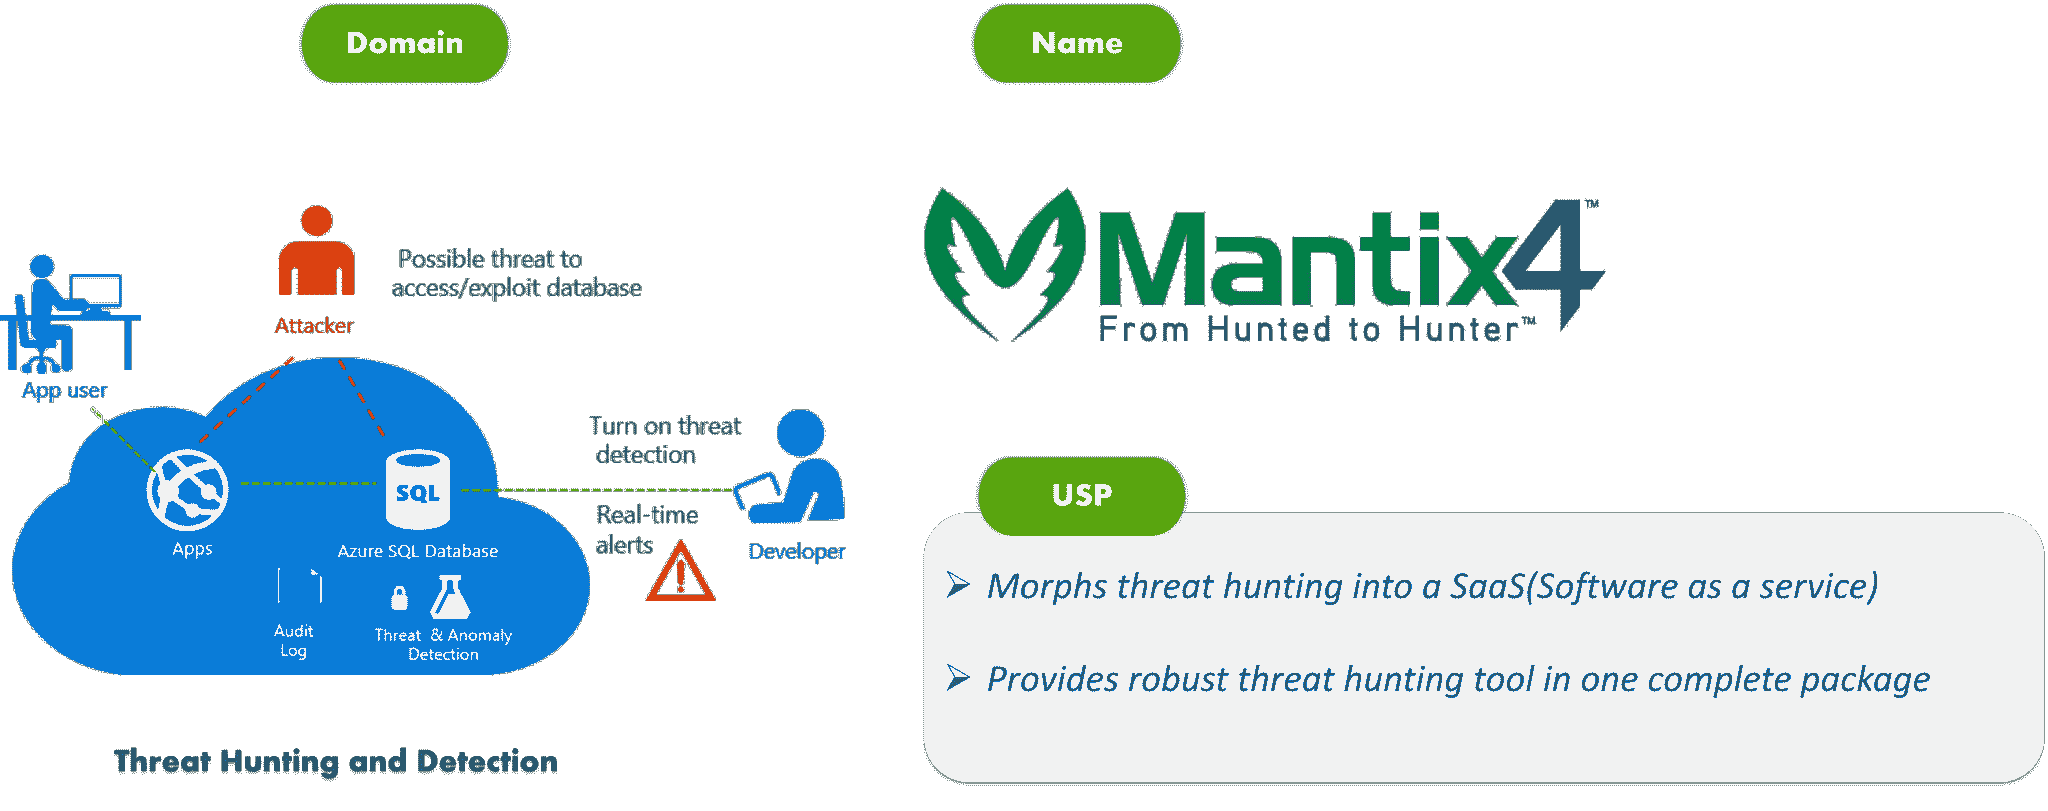 Domain
Name
Possible threat to
access/exploit database
Attacker
App user
Mantix4™
From Hunted to Hunter™
Turn on threat
detection
SQL
Real-time
alerts
Developer
Apps
Azure SQL Database
Audit
Log
Threat & Anomaly
Detection
Threat Hunting and Detection
USP
➢ Morphs threat hunting into a SaaS(Software as a service)
➢ Provides robust threat hunting tool in one complete package